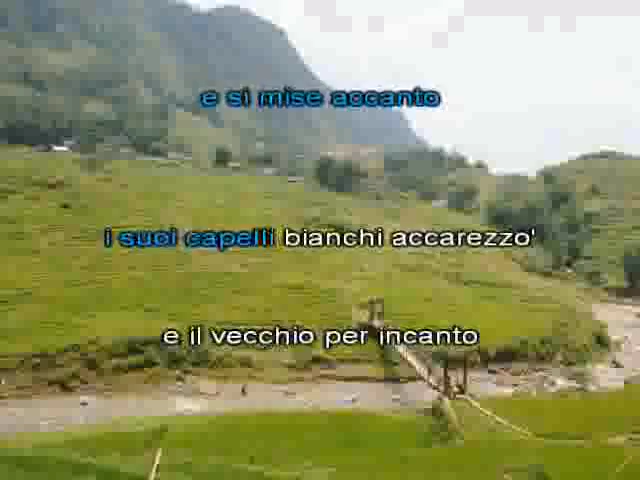 e si mise accanto
i suoi capelli bianchi accarezzo'
e il vecchio per incanto